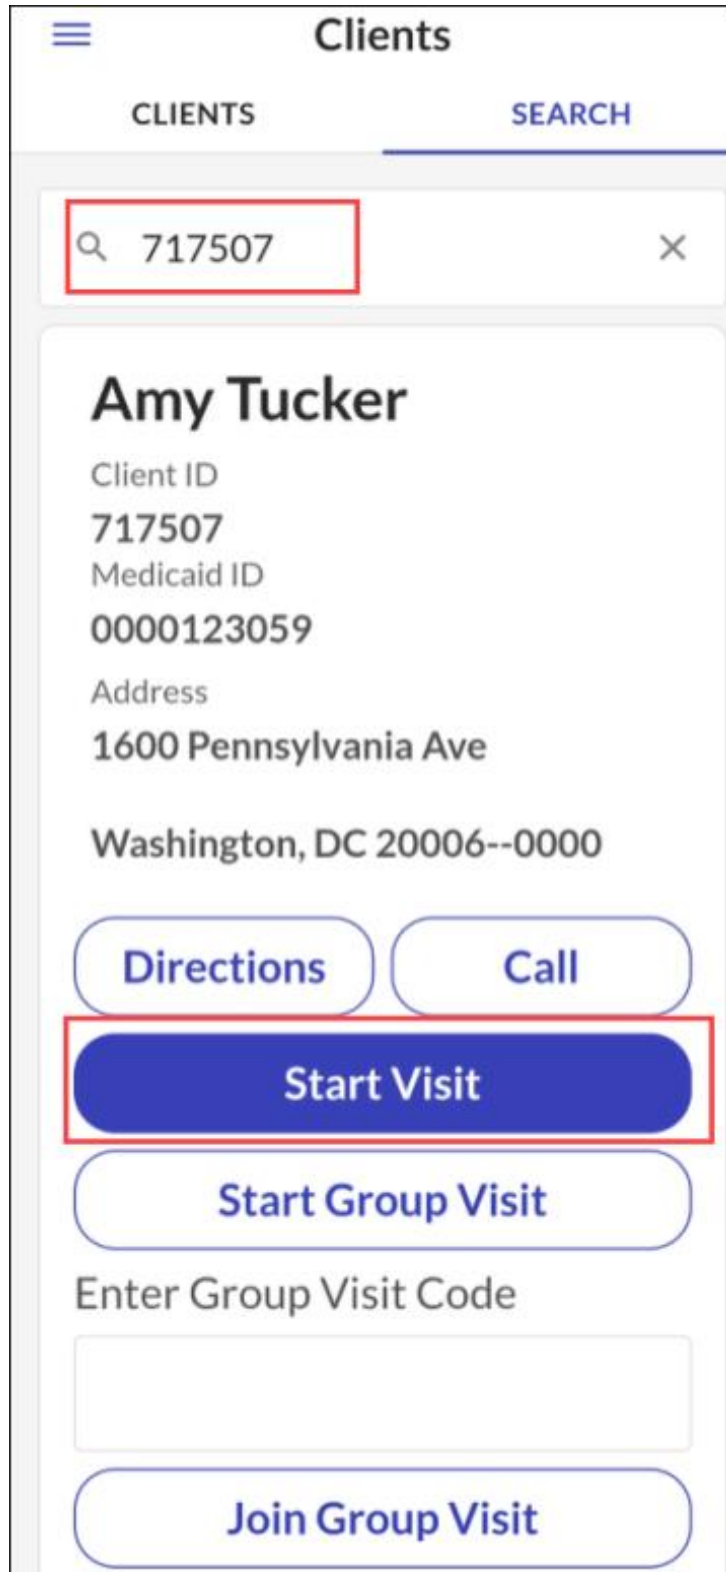 Clients
CLIENTS SEARCH
717507
Amy Tucker
Client ID
717507
Medicaid ID
0000123059
Address
1600 Pennsylvania Ave
Washington, DC 20006--0000
Directions Call
Start Visit
Start Group Visit
Enter Group Visit Code
Join Group Visit